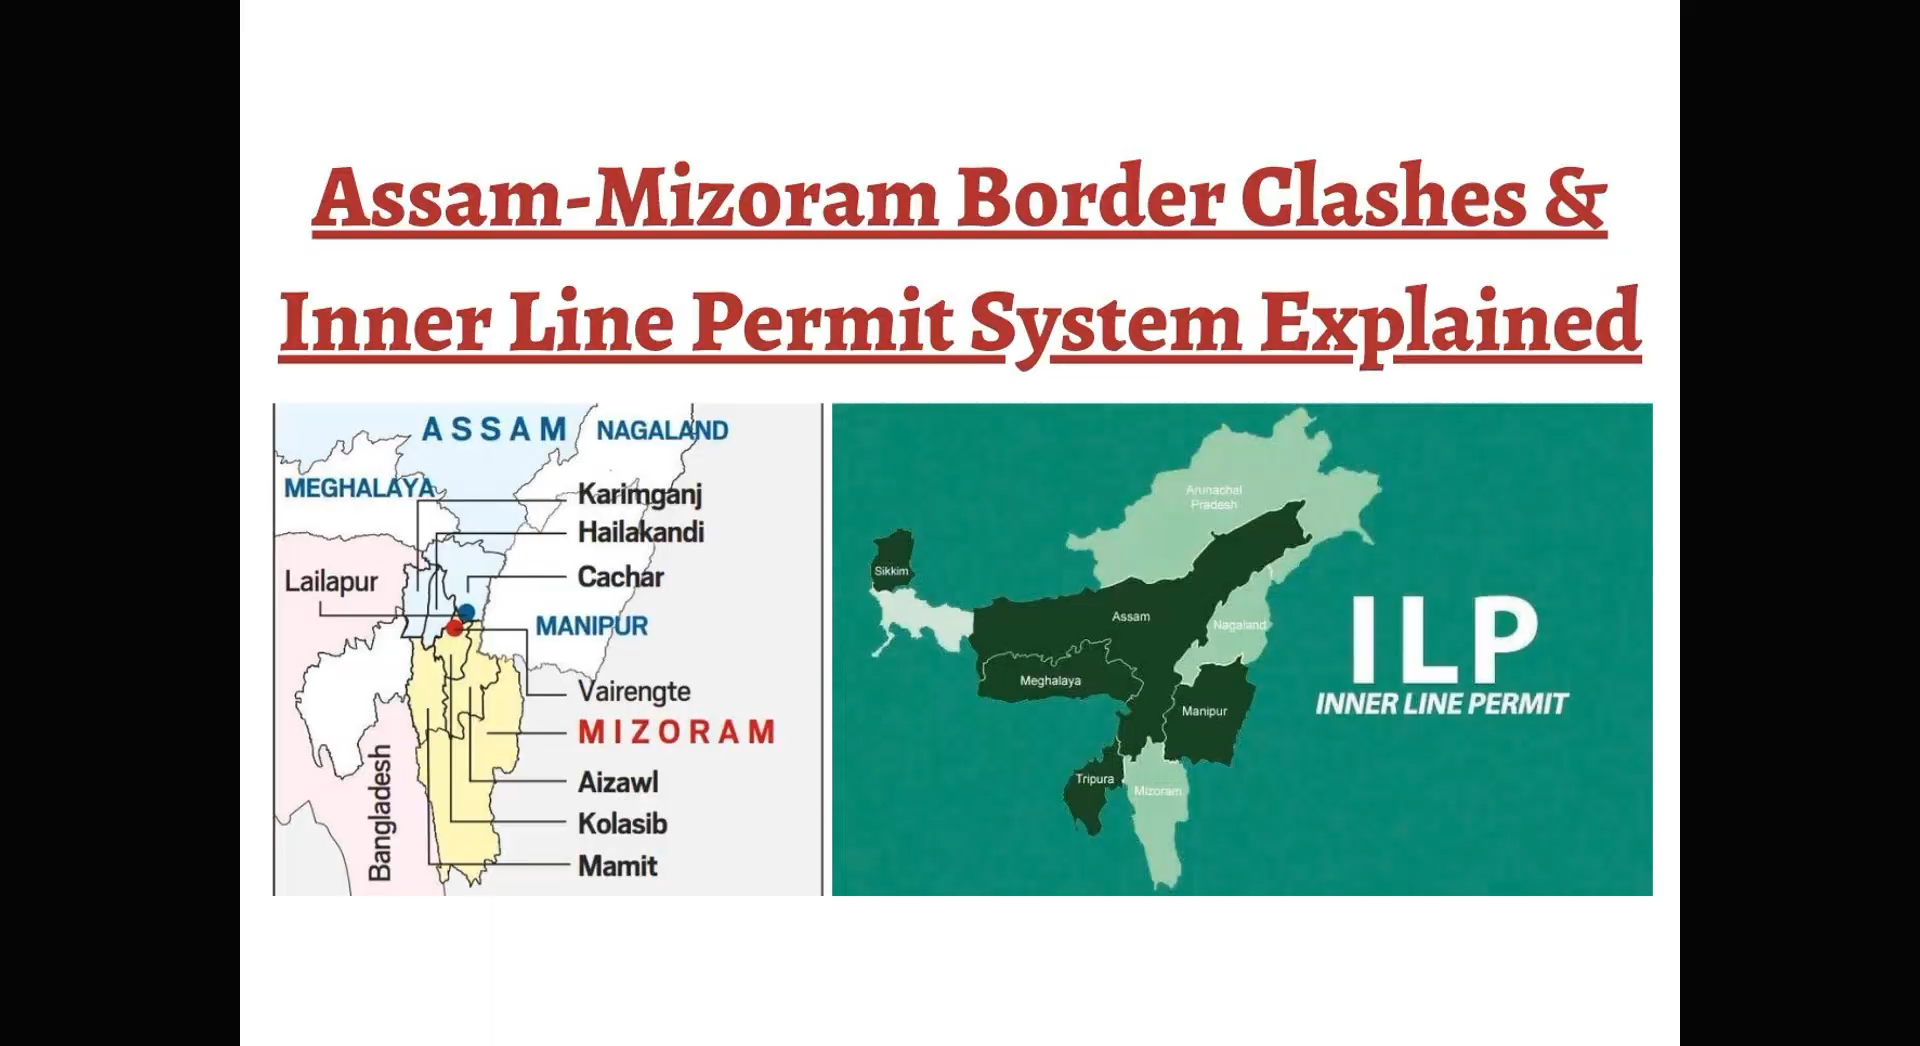 Assam-Mizoram Border Clashes &
Inner Line Permit System Explained
ASSAM
NAGALAND
MEGHALAYA
Karimganj
Hailakandi
Lailapur
Cachar
MANIPUR
Vairengte
MIZORAM
Aizawl
Kolasib
Mamit
Bangladesh
Arunachal
Pradesh
Sikkim
Assam
Nagaland
Meghalaya
Manipur
Tripura
Mizoram
ILP
INNER LINE PERMIT